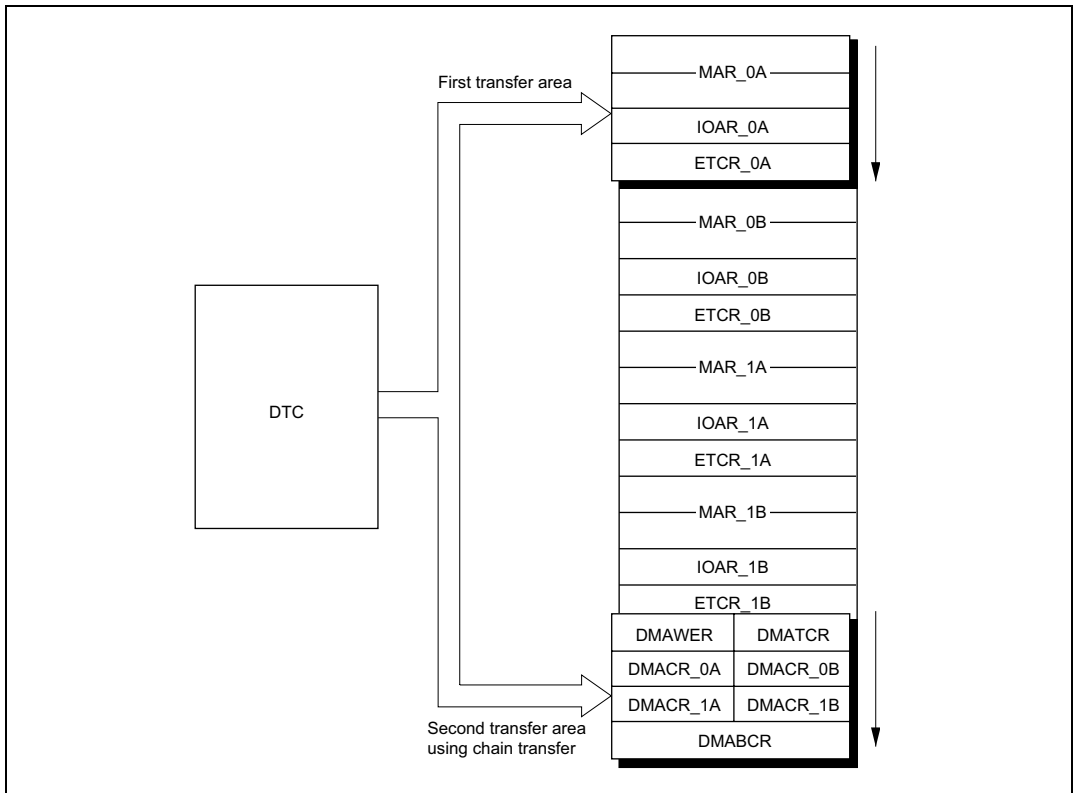 First transfer area
MAR_0A
IOAR_0A
ETCR_0A
MAR_0B
IOAR_0B
ETCR_0B
MAR_1A
DTC
IOAR_1A
ETCR_1A
MAR_1B
IOAR_1B
ETCR_1B
DMAWER DMATCR
DMACR_0A DMACR_0B
DMACR_1A DMACR_1B
Second transfer area
using chain transfer
DMABCR